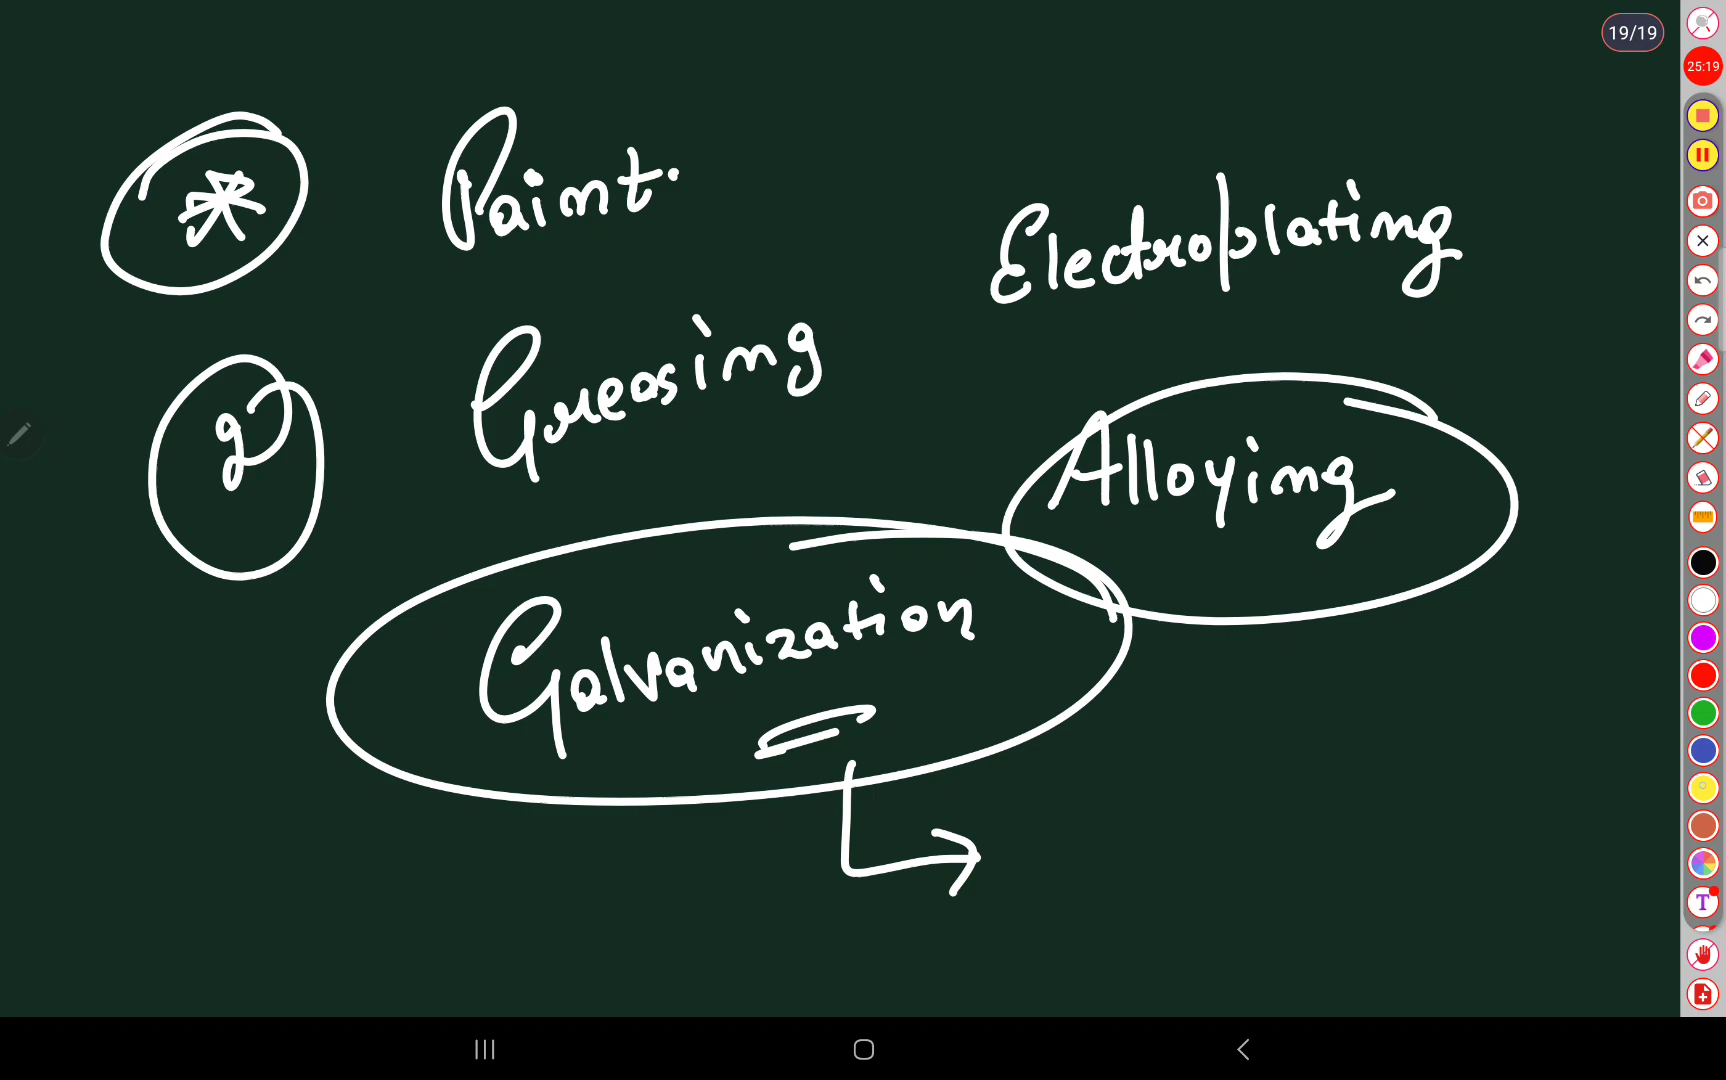 19/19
25:19
* Paint.
Electroplating
Greasing
Alloying
Galvanization
T